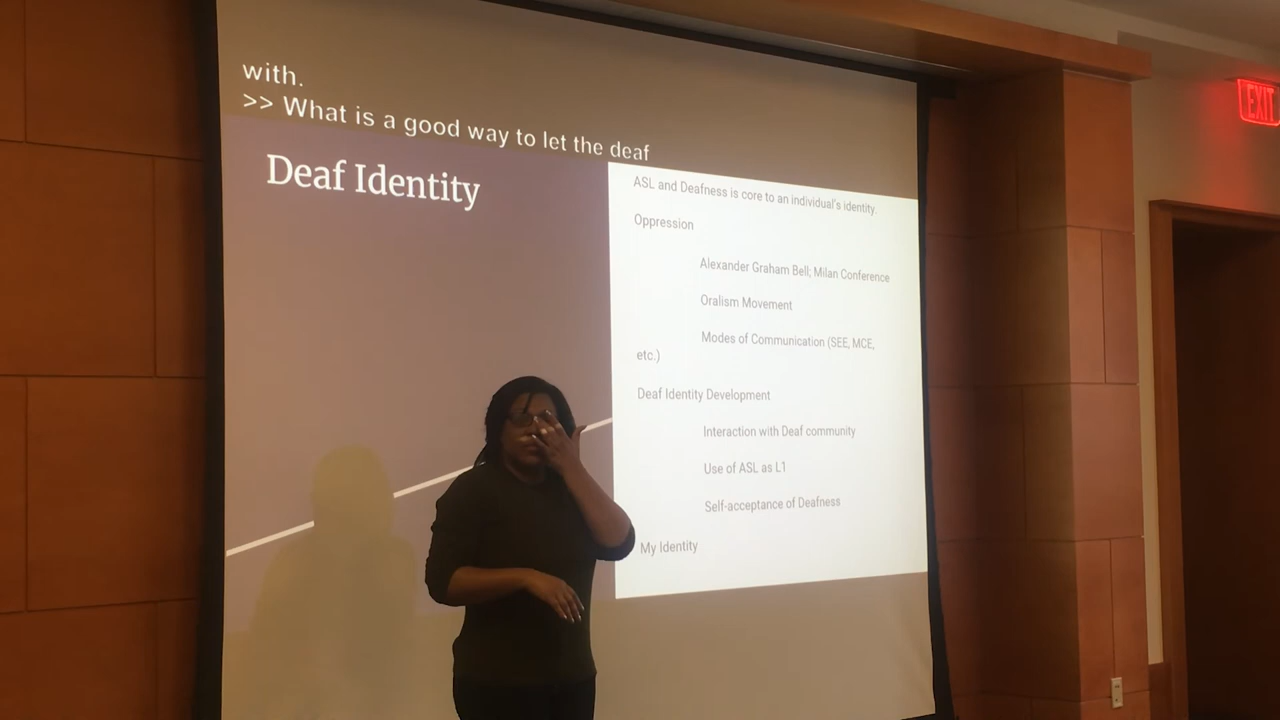 with.
>> What is a good way to let the deaf
Deaf Identity
ASL and Deafness is core to an individual's identity.
Oppression
Alexander Graham Bell; Milan Conference
Oralism Movement
Modes of Communication (SEE, MCE,
etc.)
Deaf Identity Development
Interaction with Deaf community
Use of ASL as L1
Self-acceptance of Deafness
My Identity
EXIT